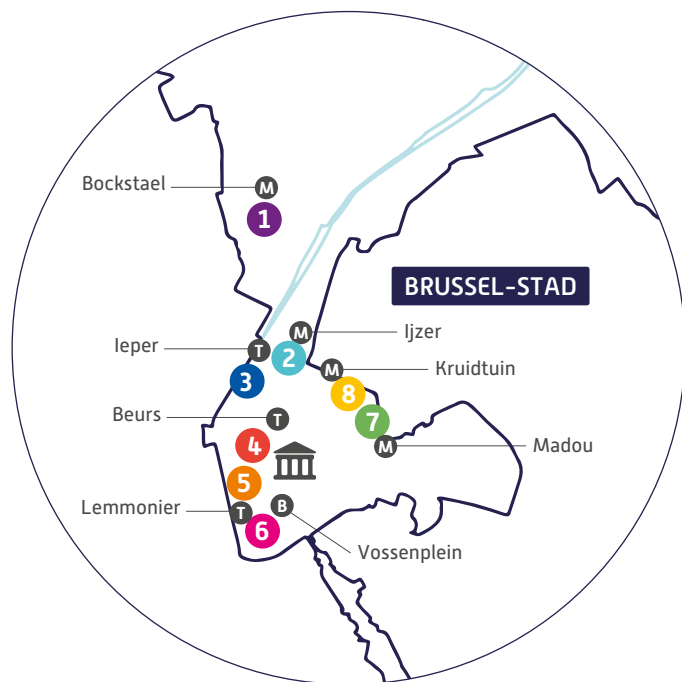 Bockstael
M
1
BRUSSEL-STAD
M
Ijzer
Ieper
T
2
M
Kruidtuin
3
8
Beurs
T
7
4
M
Madou
5
Lemmonier
T
B
6
Vossenplein